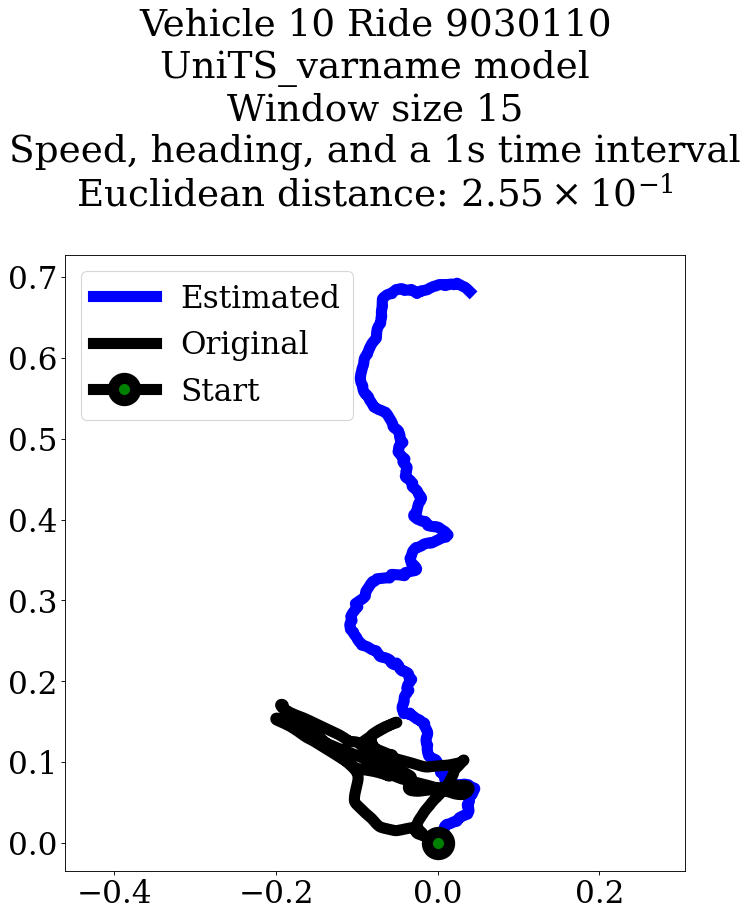 Vehicle 10 Ride 9030110
UniTS_varname model
Window size 15
Speed, heading, and a 1s time interval
Euclidean distance: 2.55 × 10⁻¹
Estimated
Original
Start
0.7
0.6
0.5
0.4
0.3
0.2
0.1
0.0
−0.4 −0.2 0.0 0.2